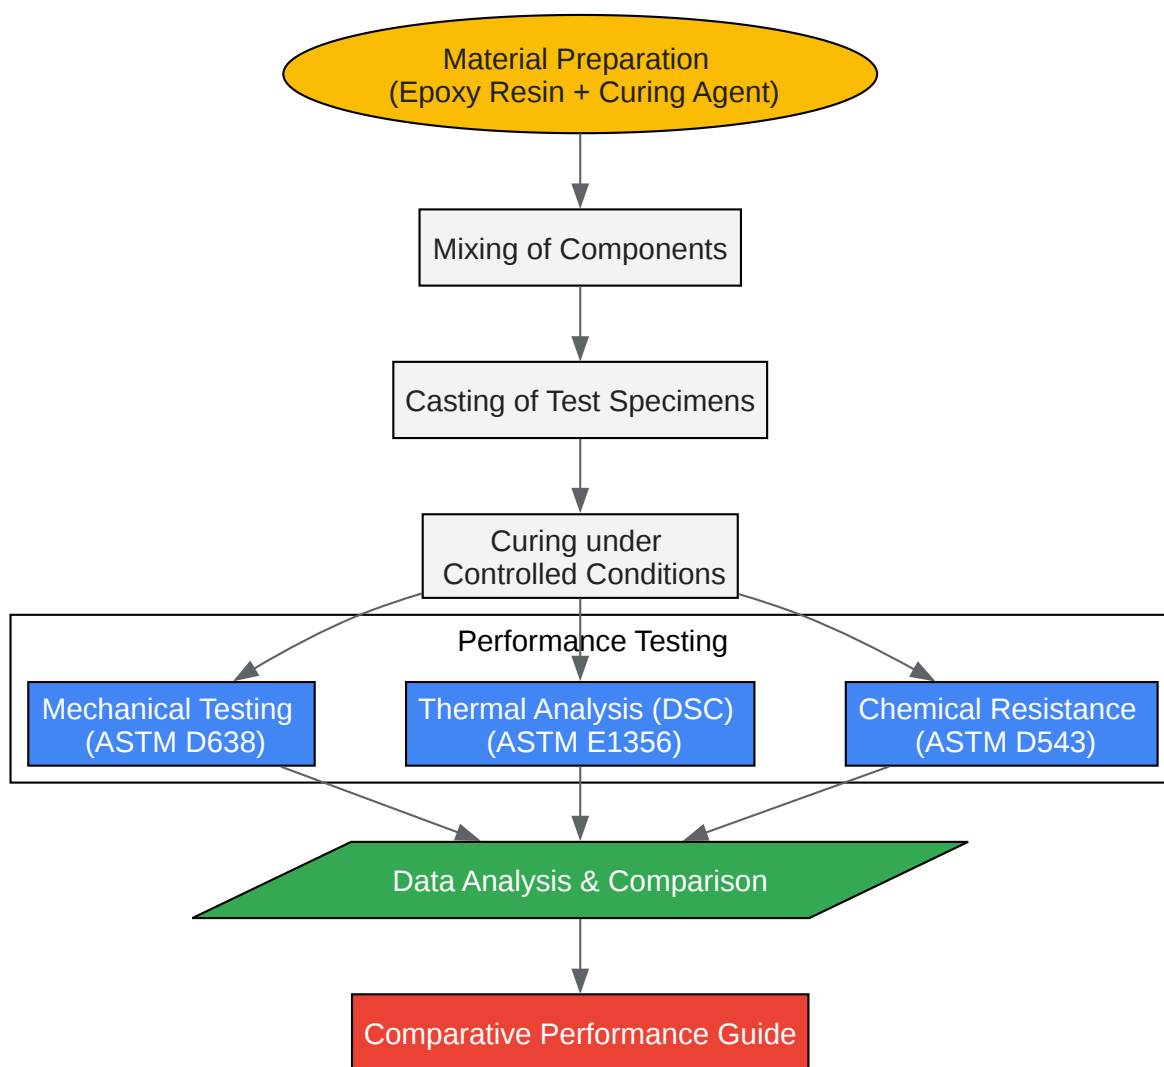 Material Preparation
(Epoxy Resin + Curing Agent)
Mixing of Components
Casting of Test Specimens
Curing under
Controlled Conditions
Performance Testing
Mechanical Testing
(ASTM D638)
Thermal Analysis (DSC)
(ASTM E1356)
Chemical Resistance
(ASTM D543)
Data Analysis & Comparison
Comparative Performance Guide